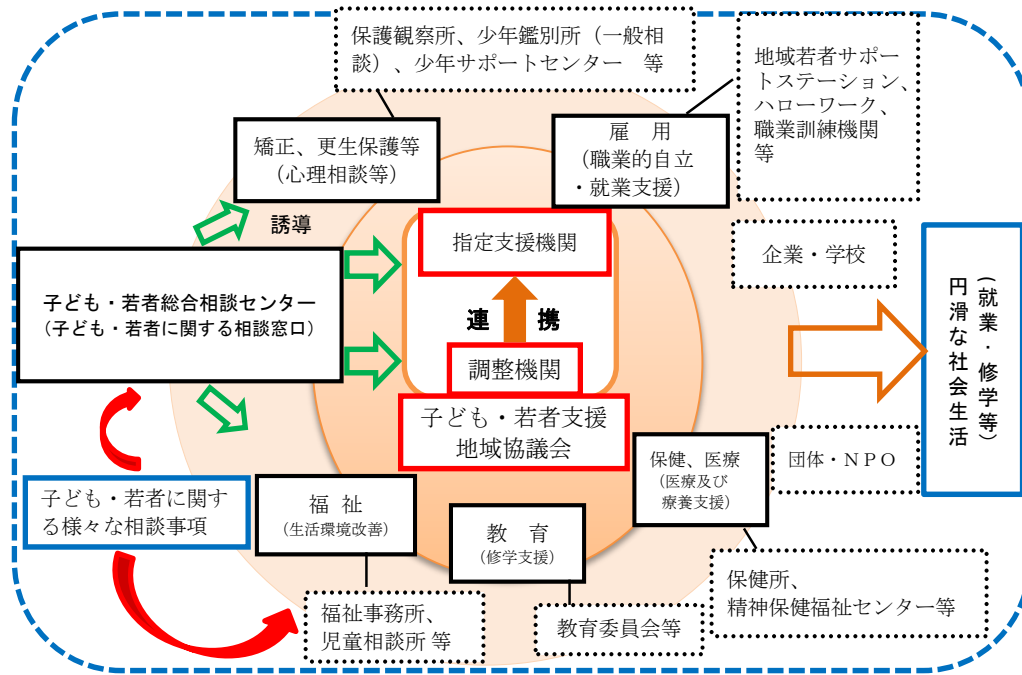 保護観察所、少年鑑別所（一般相
談）、少年サポートセンター　等
地域若者サポ
ートステーション、
ハローワーク、
職業訓練機関
等
矯正、更生保護等
（心理相談等）
雇　用
（職業的自立
・就業支援）
誘導
指定支援機関
企業・学校
子ども・若者総合相談センター
（子ども・若者に関する相談窓口）
連　携
調整機関
子ども・若者支援
地域協議会
円滑な社会生活
（就業・修学等）
保健、医療
（医療及び
療養支援）
団体・ＮＰＯ
子ども・若者に関す
る様々な相談事項
福 祉
（生活環境改善）
教　育
（修学支援）
福祉事務所、
児童相談所 等
教育委員会等
保健所、
精神保健福祉センター等